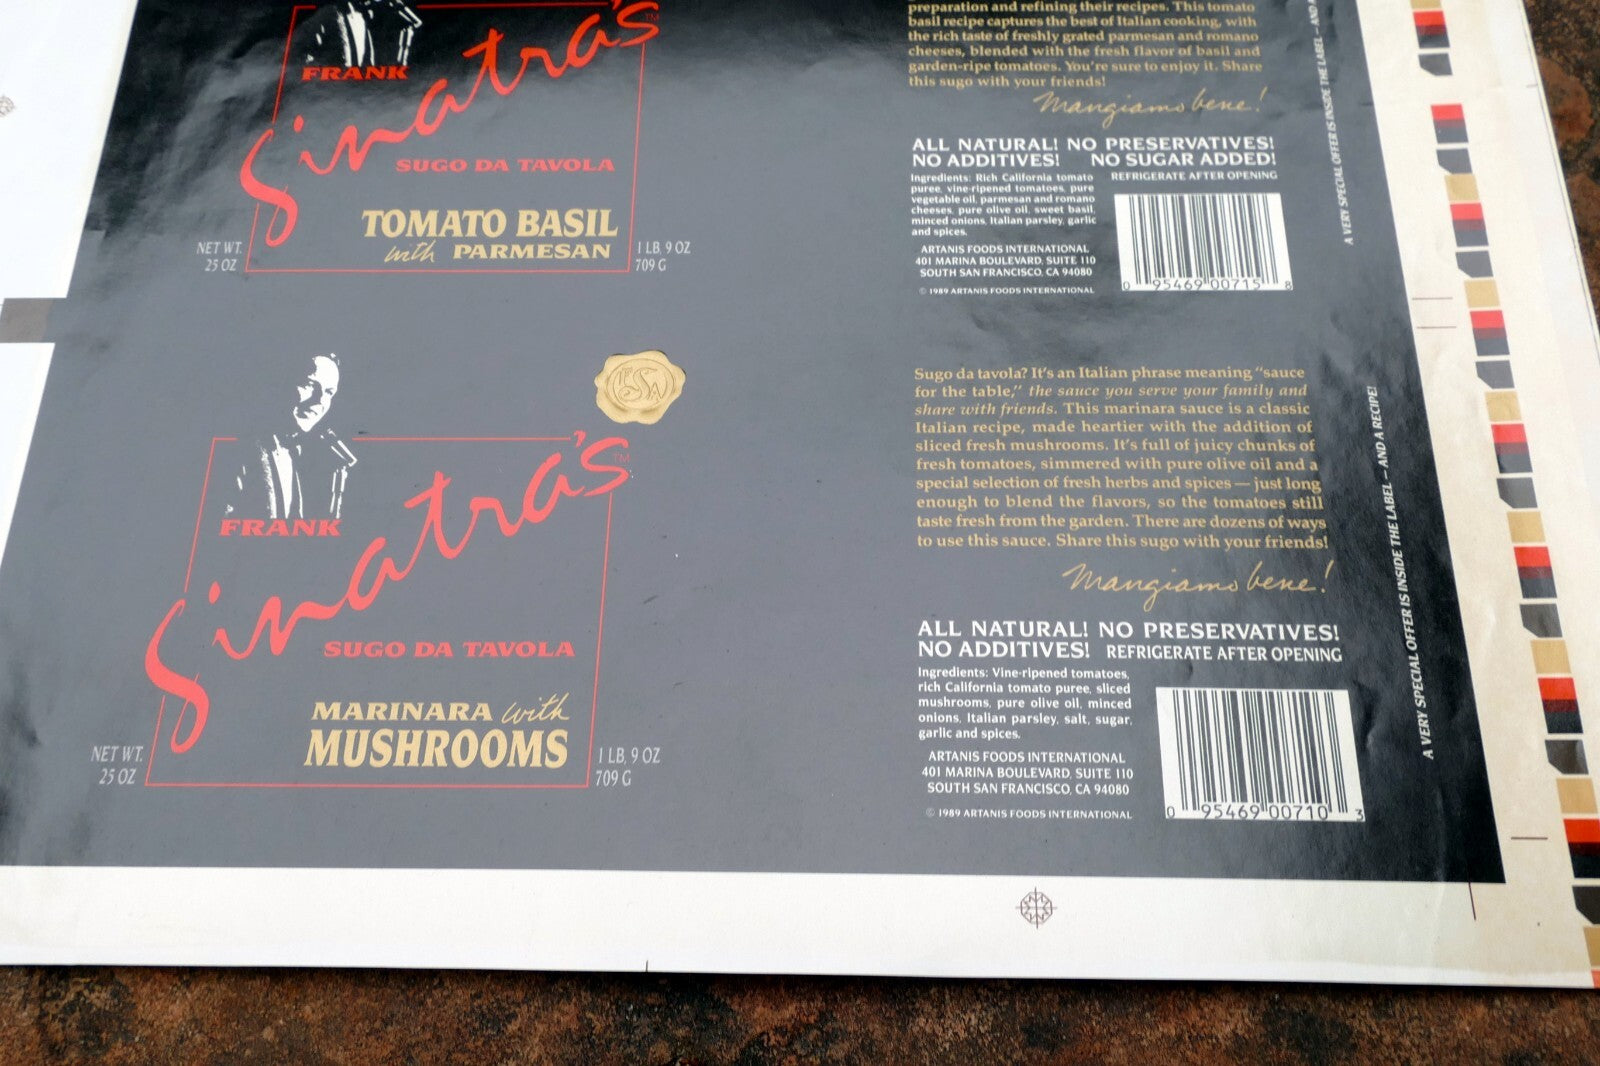 FRANK
Sinatra's™
SUGO DA TAVOLA
TOMATO BASIL
with PARMESAN
NET WT.
25 OZ
1 LB, 9 OZ
709 G
preparation and refining their recipes. This tomato
basil recipe captures the best of Italian cooking, with
the rich taste of freshly grated parmesan and romano
cheeses, blended with the fresh flavor of basil and
garden-ripe tomatoes. You're sure to enjoy it. Share
this sugo with your friends!
Mangiamo bene!
ALL NATURAL! NO PRESERVATIVES!
NO ADDITIVES! NO SUGAR ADDED!
REFRIGERATE AFTER OPENING
Ingredients: Rich California tomato
puree, vine-ripened tomatoes, pure
vegetable oil, parmesan and romano
cheeses, pure olive oil, sweet basil,
minced onions, Italian parsley, garlic
and spices.
ARTANIS FOODS INTERNATIONAL
401 MARINA BOULEVARD, SUITE 110
SOUTH SAN FRANCISCO, CA 94080
© 1989 ARTANIS FOODS INTERNATIONAL
0 95469 00715 8
A VERY SPECIAL OFFER IS INSIDE THE LABEL – AND A
FRANK
Sinatra's™
SUGO DA TAVOLA
MARINARA with
MUSHROOMS
NET WT.
25 OZ
1 LB, 9 OZ
709 G
Sugo da tavola? It's an Italian phrase meaning "sauce
for the table," the sauce you serve your family and
share with friends. This marinara sauce is a classic
Italian recipe, made heartier with the addition of
sliced fresh mushrooms. It's full of juicy chunks of
fresh tomatoes, simmered with pure olive oil and a
special selection of fresh herbs and spices — just long
enough to blend the flavors, so the tomatoes still
taste fresh from the garden. There are dozens of ways
to use this sauce. Share this sugo with your friends!
Mangiamo bene!
ALL NATURAL! NO PRESERVATIVES!
NO ADDITIVES! REFRIGERATE AFTER OPENING
Ingredients: Vine-ripened tomatoes,
rich California tomato puree, sliced
mushrooms, pure olive oil, minced
onions, Italian parsley, salt, sugar,
garlic and spices.
ARTANIS FOODS INTERNATIONAL
401 MARINA BOULEVARD, SUITE 110
SOUTH SAN FRANCISCO, CA 94080
© 1989 ARTANIS FOODS INTERNATIONAL
0 95469 00710 3
A VERY SPECIAL OFFER IS INSIDE THE LABEL – AND A RECIPE!